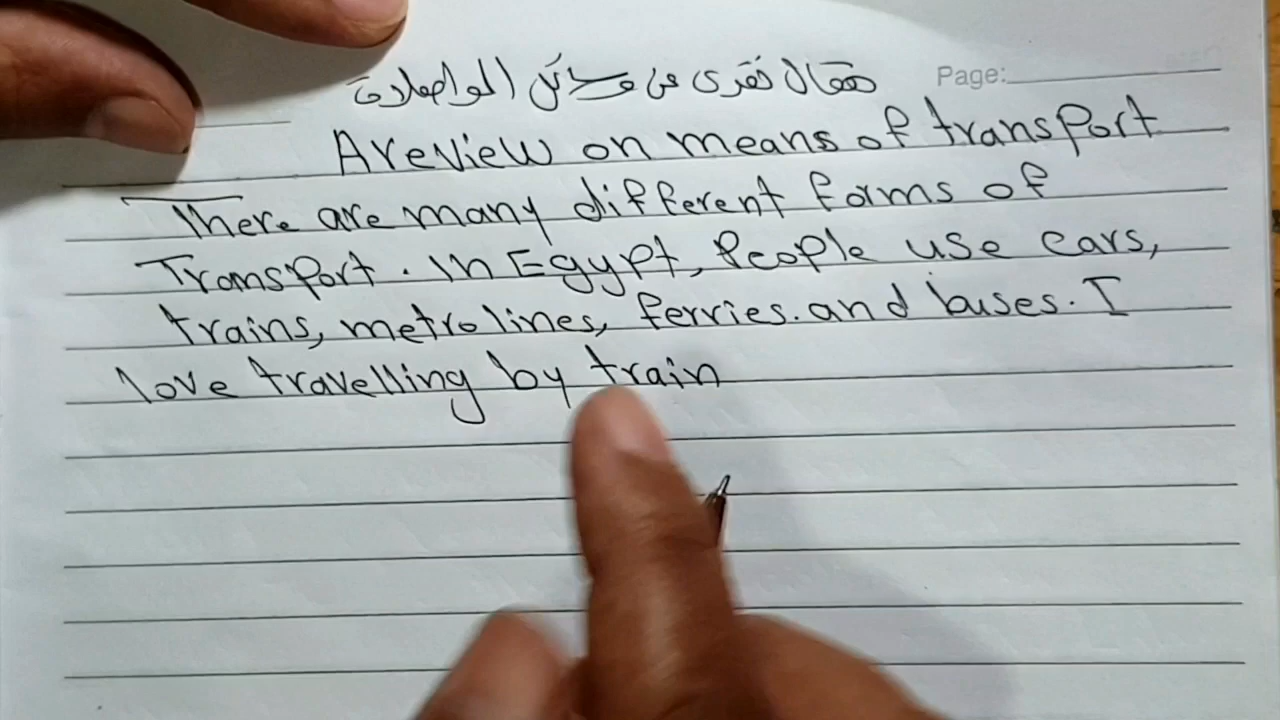 مقال نقدى عن وسائل المواصلات
Page:
A review on means of transport
There are many different forms of
Transport. In Egypt, People use cars,
trains, metro lines, ferries. and buses. I
love travelling by train